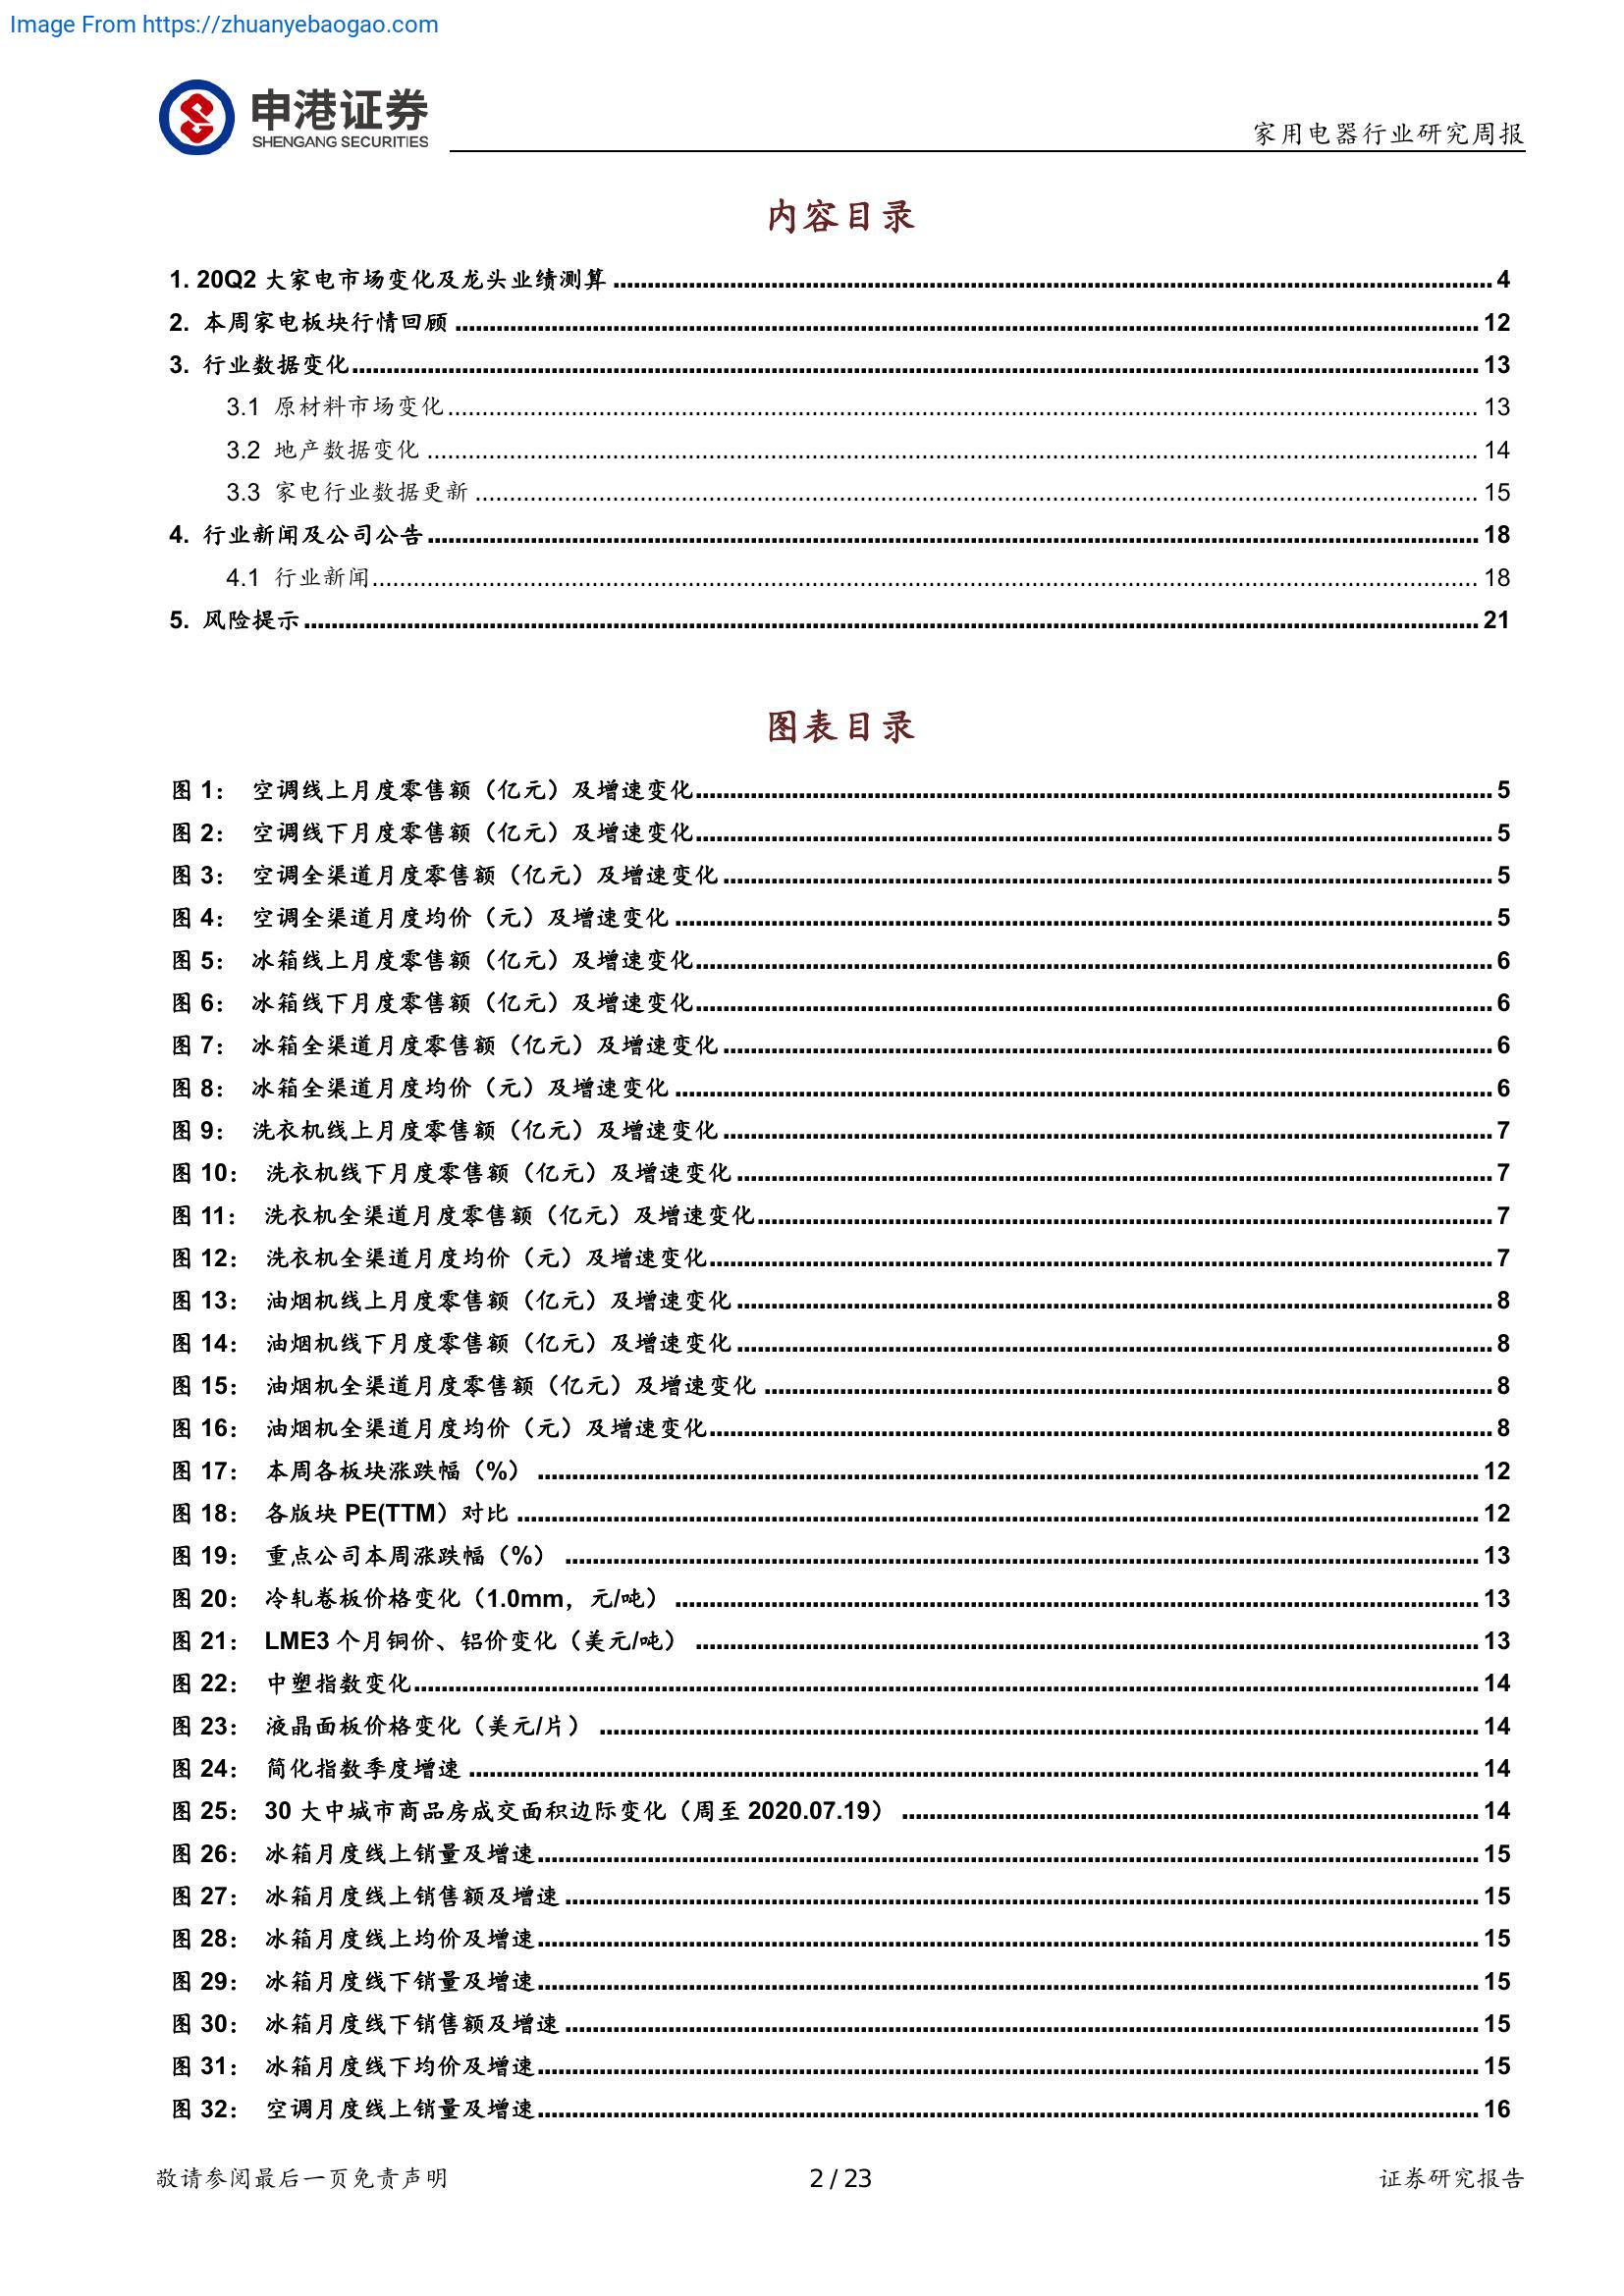 Image From https://zhuanyebaogao.com
申港证券
SHENGANG SECURITIES
家用电器行业研究周报
内容目录
1. 20Q2 大家电市场变化及龙头业绩测算 4
2. 本周家电板块行情回顾 12
3. 行业数据变化 13
3.1 原材料市场变化 13
3.2 地产数据变化 14
3.3 家电行业数据更新 15
4. 行业新闻及公司公告 18
4.1 行业新闻 18
5. 风险提示 21
图表目录
图 1： 空调线上月度零售额（亿元）及增速变化 5
图 2： 空调线下月度零售额（亿元）及增速变化 5
图 3： 空调全渠道月度零售额（亿元）及增速变化 5
图 4： 空调全渠道月度均价（元）及增速变化 5
图 5： 冰箱线上月度零售额（亿元）及增速变化 6
图 6： 冰箱线下月度零售额（亿元）及增速变化 6
图 7： 冰箱全渠道月度零售额（亿元）及增速变化 6
图 8： 冰箱全渠道月度均价（元）及增速变化 6
图 9： 洗衣机线上月度零售额（亿元）及增速变化 7
图 10： 洗衣机线下月度零售额（亿元）及增速变化 7
图 11： 洗衣机全渠道月度零售额（亿元）及增速变化 7
图 12： 洗衣机全渠道月度均价（元）及增速变化 7
图 13： 油烟机线上月度零售额（亿元）及增速变化 8
图 14： 油烟机线下月度零售额（亿元）及增速变化 8
图 15： 油烟机全渠道月度零售额（亿元）及增速变化 8
图 16： 油烟机全渠道月度均价（元）及增速变化 8
图 17： 本周各板块涨跌幅（%） 12
图 18： 各版块 PE(TTM）对比 12
图 19： 重点公司本周涨跌幅（%） 13
图 20： 冷轧卷板价格变化（1.0mm，元/吨） 13
图 21： LME3 个月铜价、铝价变化（美元/吨） 13
图 22： 中塑指数变化 14
图 23： 液晶面板价格变化（美元/片） 14
图 24： 简化指数季度增速 14
图 25： 30 大中城市商品房成交面积边际变化（周至 2020.07.19） 14
图 26： 冰箱月度线上销量及增速 15
图 27： 冰箱月度线上销售额及增速 15
图 28： 冰箱月度线上均价及增速 15
图 29： 冰箱月度线下销量及增速 15
图 30： 冰箱月度线下销售额及增速 15
图 31： 冰箱月度线下均价及增速 15
图 32： 空调月度线上销量及增速 16
敬请参阅最后一页免责声明
2 / 23
证券研究报告